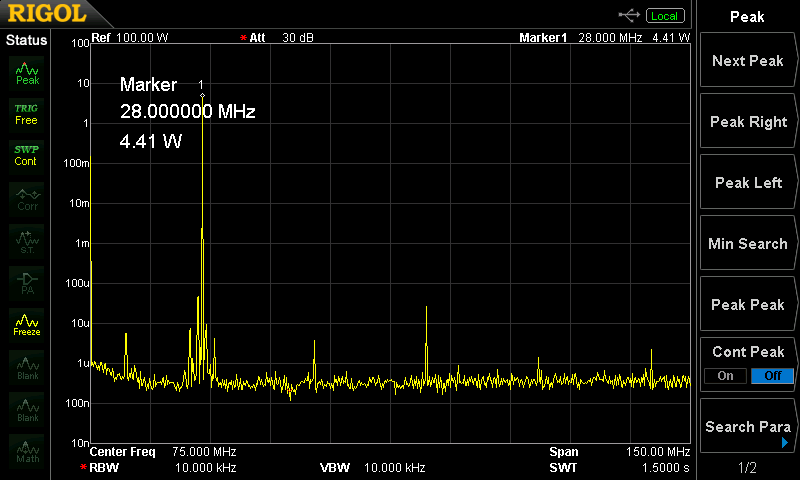 RIGOL
Local
Status
Peak
TRIG
Free
SWP
Cont
Corr
S.T.
PA
Freeze
Blank
Blank
Math
Ref 100.00 W
* Att 30 dB
Marker1 28.000 MHz 4.41 W
100
10
1
100m
10m
1m
100u
10u
1u
100n
10n
Marker
1
28.000000 MHz
4.41 W
Center Freq 75.000 MHz
Span 150.00 MHz
* RBW 10.000 kHz
VBW 10.000 kHz
SWT 1.5000 s
Peak
Next Peak
Peak Right
Peak Left
Min Search
Peak Peak
Cont Peak
On Off
Search Para
1/2